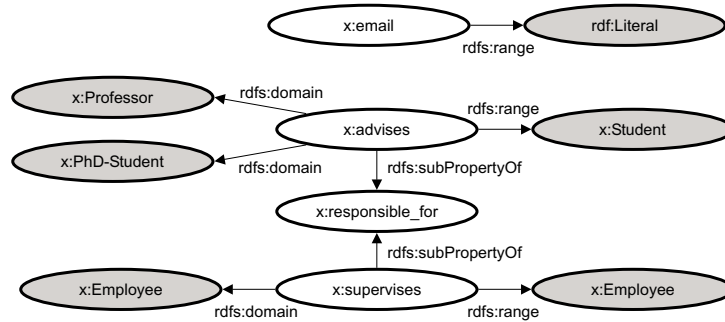 x:email
rdf:Literal
rdfs:range
x:Professor
rdfs:domain
rdfs:range
x:advises
x:Student
x:PhD-Student
rdfs:domain
rdfs:subPropertyOf
x:responsible_for
rdfs:subPropertyOf
x:Employee
x:supervises
x:Employee
rdfs:domain
rdfs:range